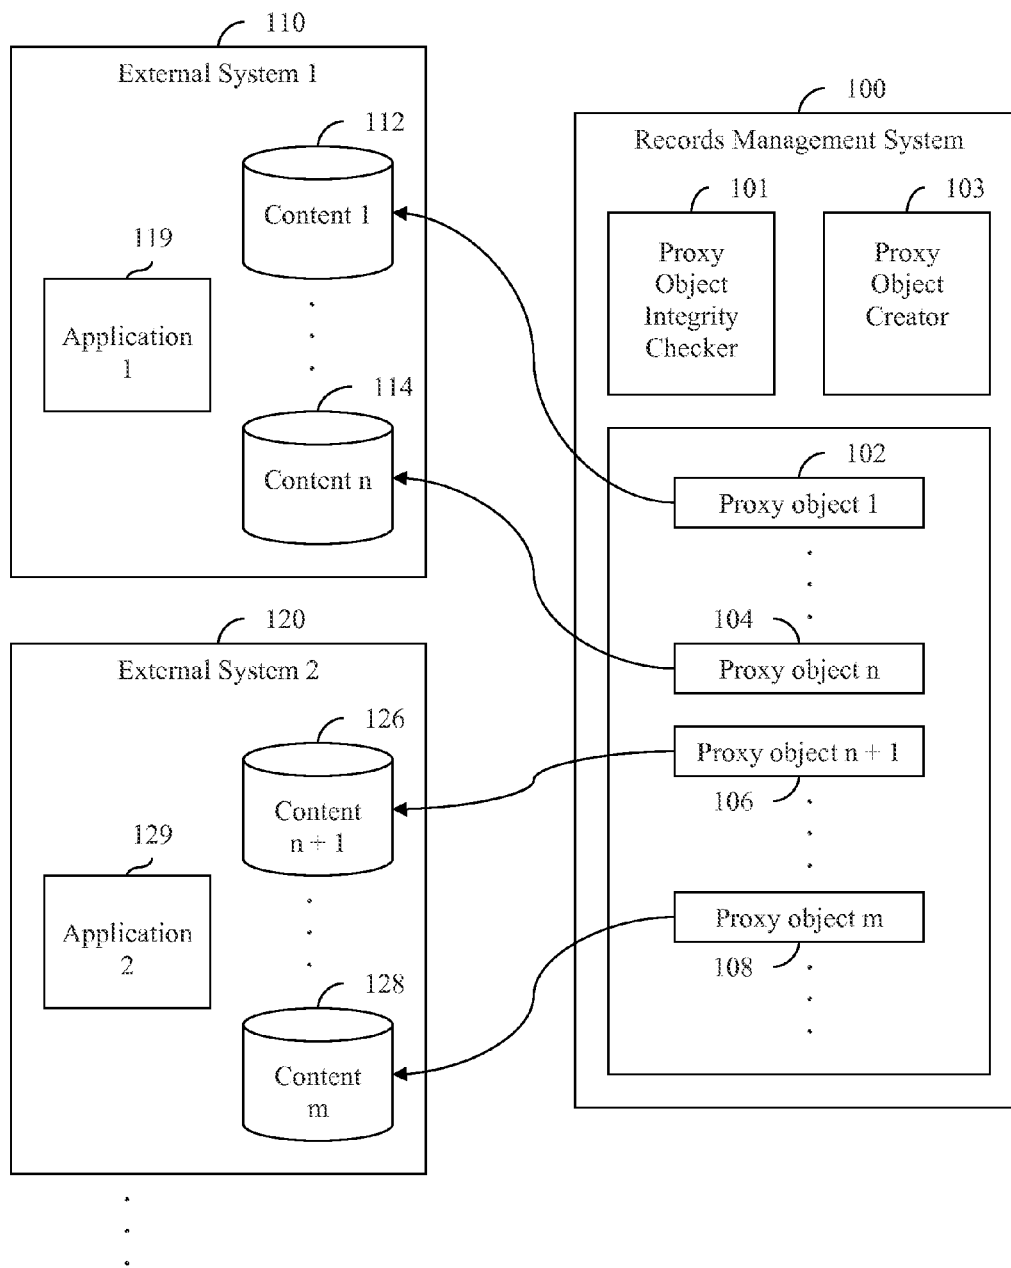 110
External System 1
112
Content 1
119
Application
1
114
Content n
120
External System 2
126
Content
n + 1
129
Application
2
128
Content
m
100
Records Management System
101
Proxy
Object
Integrity
Checker
103
Proxy
Object
Creator
102
Proxy object 1
104
Proxy object n
Proxy object n + 1
106
Proxy object m
108